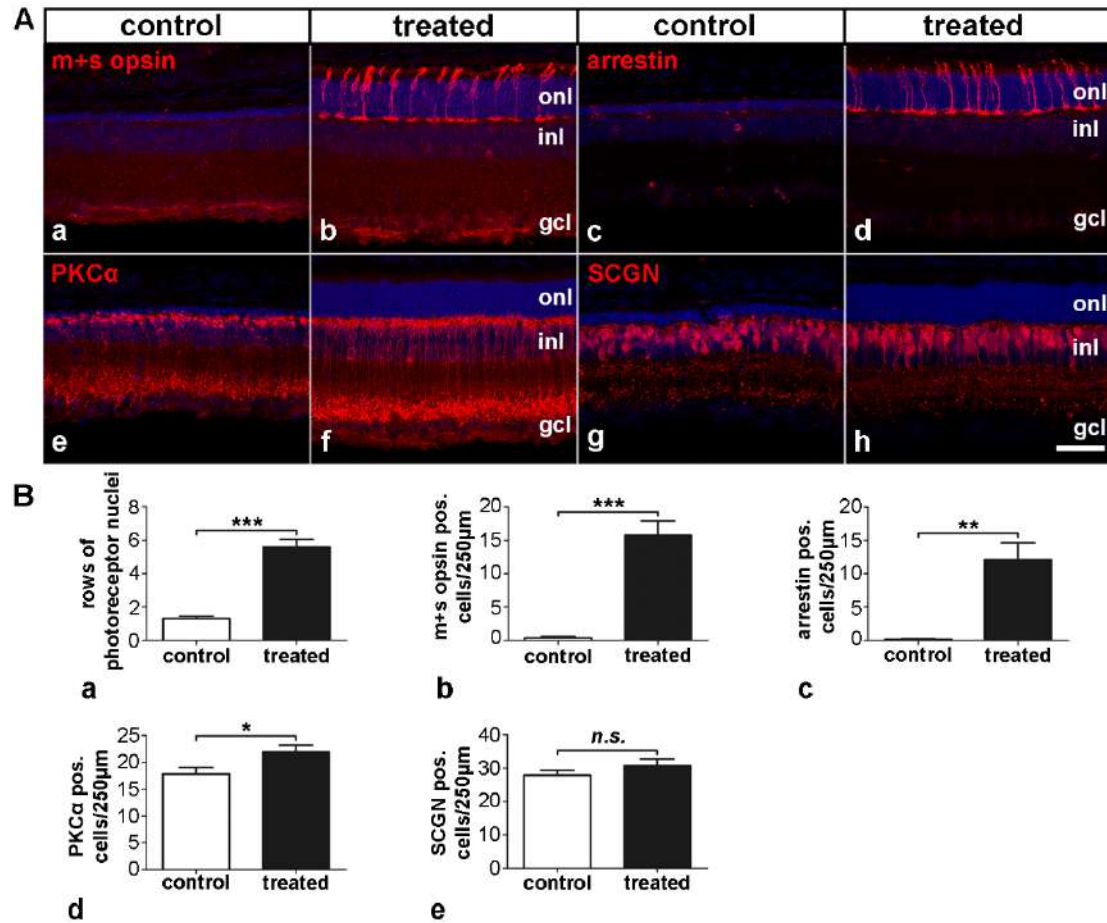 A
control treated control treated
m+s opsin
onl
inl
gcl
a b
arrestin
onl
inl
gcl
c d
PKCα
onl
inl
gcl
e f
SCGN
onl
inl
gcl
g h
B
rows of
photoreceptor nuclei
8
6
4
2
0
***
control treated
a
m+s opsin pos.
cells/250µm
20
15
10
5
0
***
control treated
b
arrestin pos.
cells/250µm
20
15
10
5
0
**
control treated
c
PKCα pos.
cells/250µm
25
20
15
10
5
0
*
control treated
d
SCGN pos.
cells/250µm
40
30
20
10
0
n.s.
control treated
e